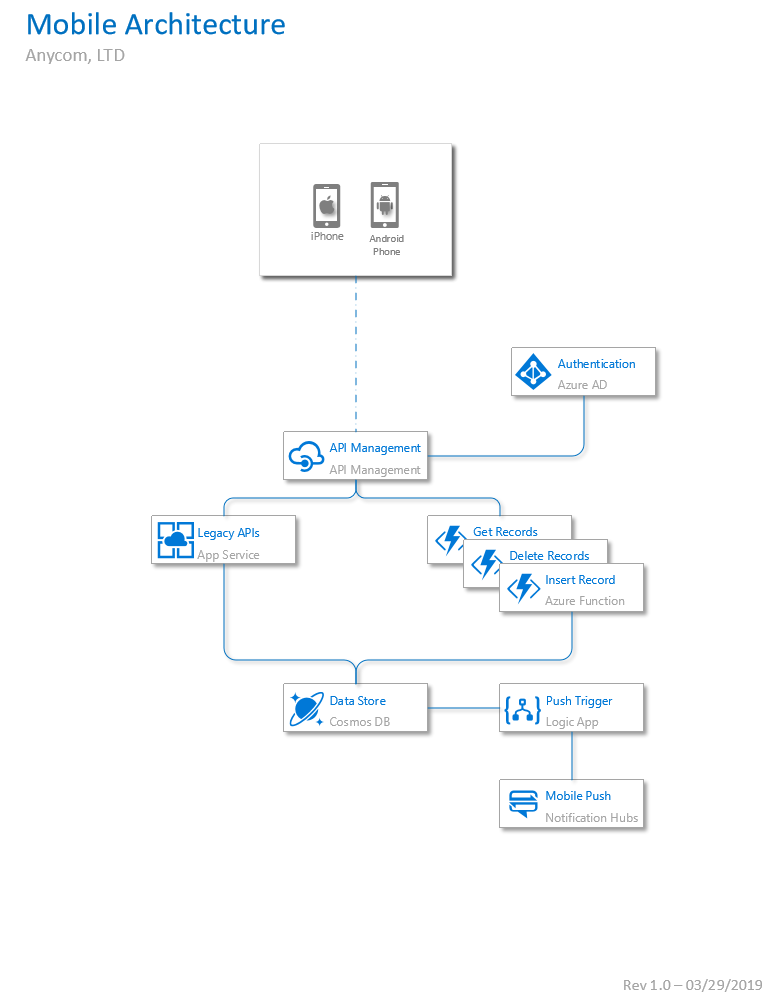 Mobile Architecture
Anycom, LTD
iPhone
Android
Phone
Authentication
Azure AD
API Management
API Management
Legacy APIs
App Service
Get Records
Delete Records
Insert Record
Azure Function
Data Store
Cosmos DB
Push Trigger
Logic App
Mobile Push
Notification Hubs
Rev 1.0 – 03/29/2019